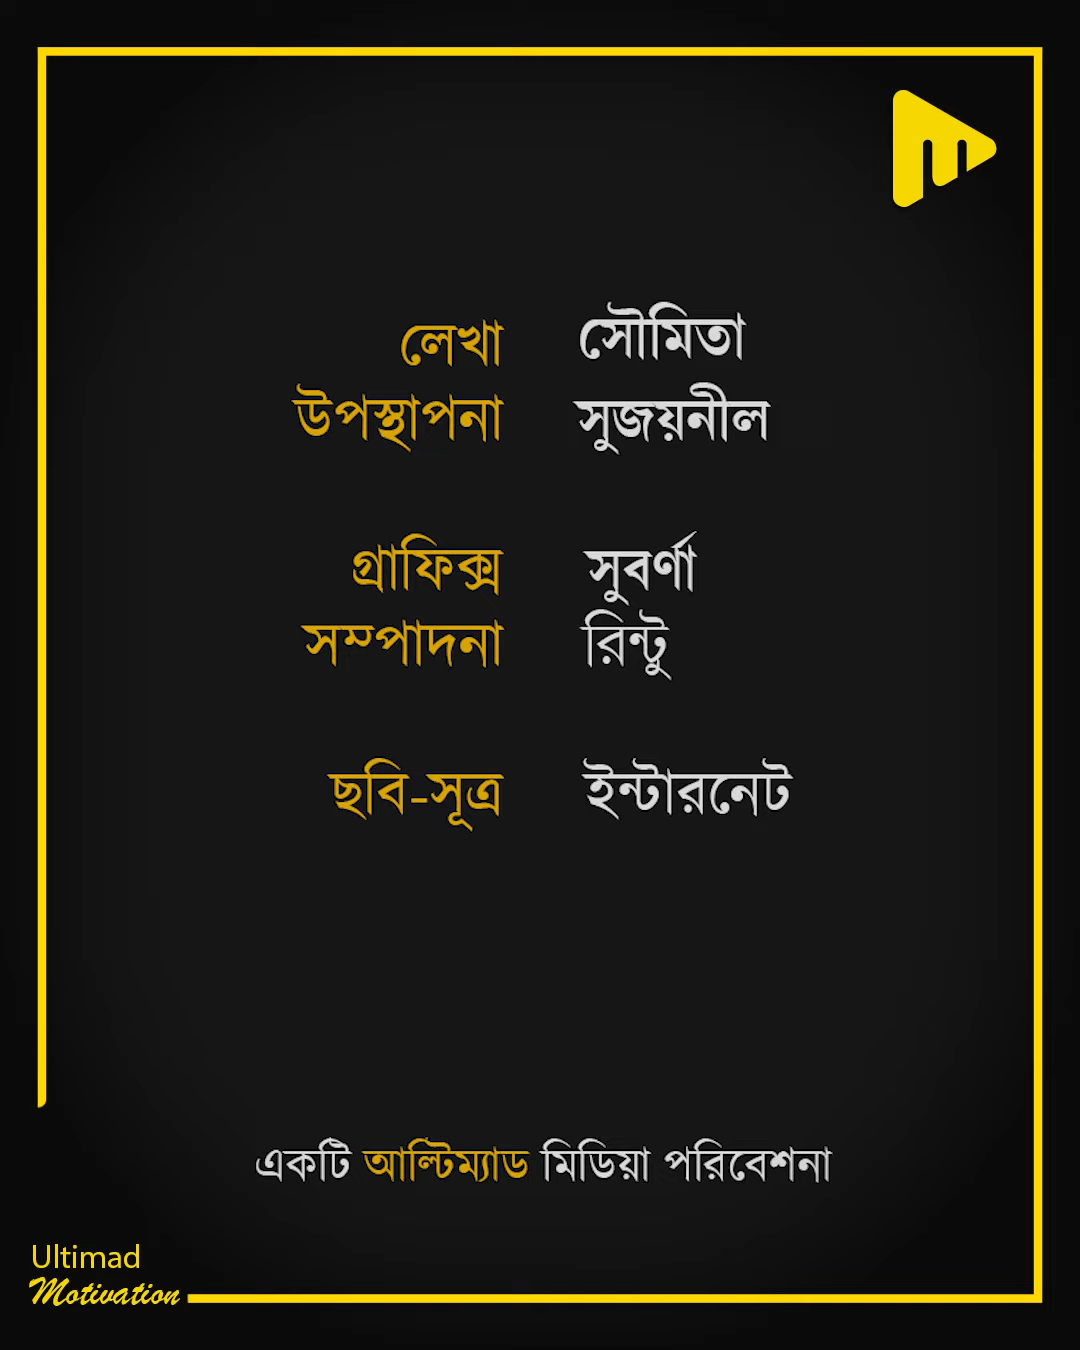 লেখা সৌমিতা
উপস্থাপনা সুজয়নীল
গ্রাফিক্স সুবর্ণা
সম্পাদনা রিন্টু
ছবি-সূত্র ইন্টারনেট
একটি আল্টিম্যাড মিডিয়া পরিবেশনা
Ultimad
Motivation